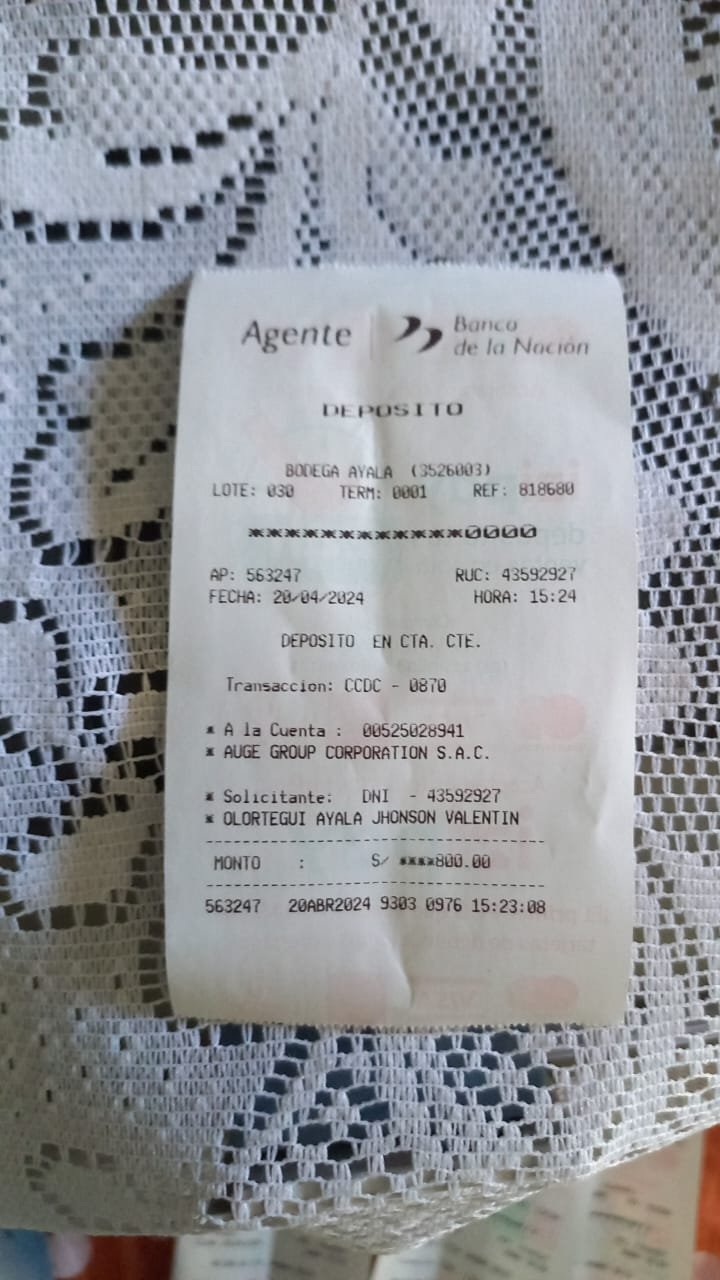 Agente Banco
de la Nación
DEPOSITO
BODEGA AYALA (3526003)
LOTE: 030 TERM: 0001 REF: 818680
*************0000
AP: 563247 RUC: 43592927
FECHA: 20/04/2024 HORA: 15:24
DEPOSITO EN CTA. CTE.
Transaccion: CCDC - 0870
* A la Cuenta : 00525028941
* AUGE GROUP CORPORATION S.A.C.
* Solicitante: DNI - 43592927
* OLORTEGUI AYALA JHONSON VALENTIN
MONTO : S/ ****800.00
563247 20ABR2024 9303 0976 15:23:08